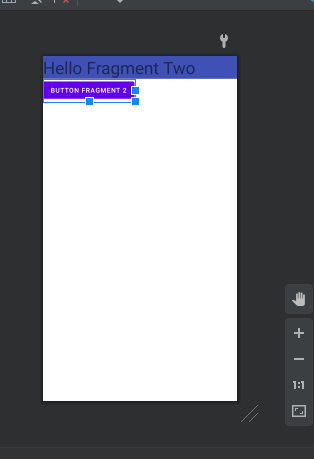 Hello Fragment Two
BUTTON FRAGMENT 2
1:1